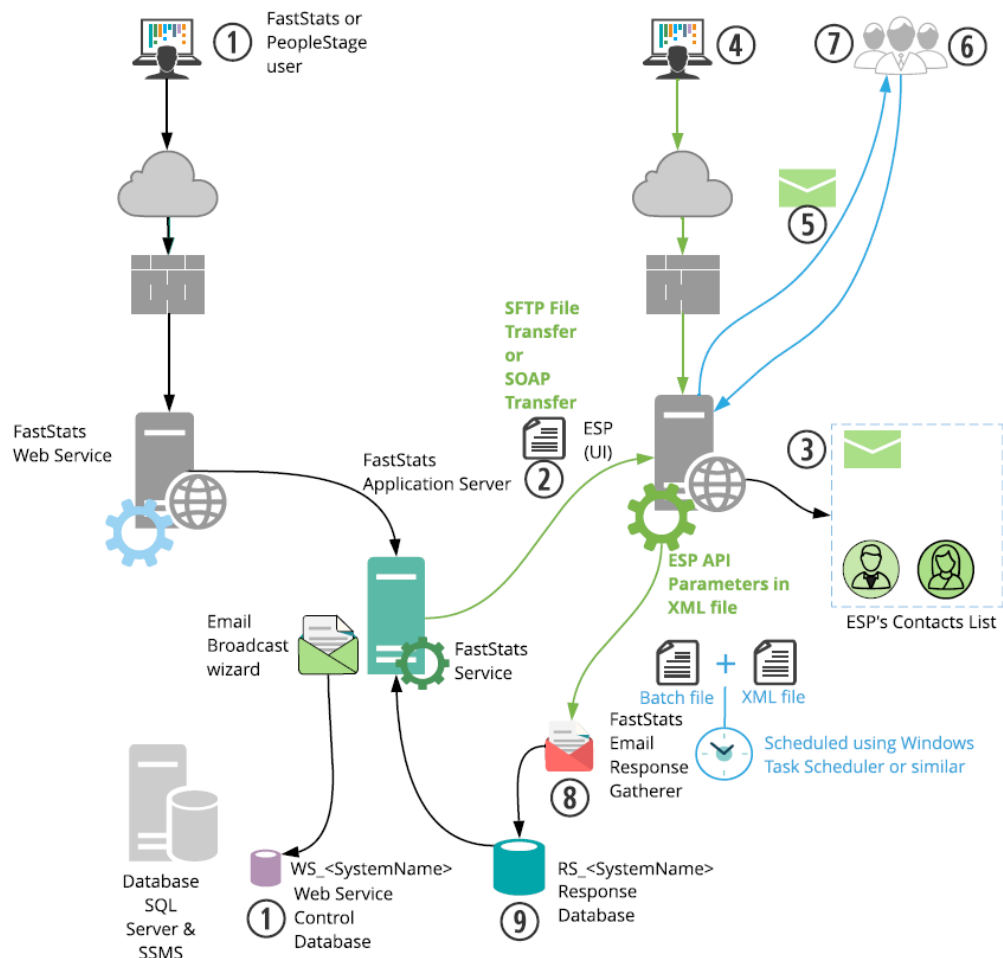 1
FastStats or
PeopleStage
user
4
7
6
5
SFTP File
Transfer
or
SOAP
Transfer
FastStats
Web Service
FastStats
Application Server
2
ESP
(UI)
3
ESP API
Parameters in
XML file
ESP's Contacts List
Email
Broadcast
wizard
FastStats
Service
Batch file
+
XML file
FastStats
Email
Response
Gatherer
8
Scheduled using Windows
Task Scheduler or similar
Database
SQL
Server &
SSMS
1
WS_<SystemName>
Web Service
Control
Database
9
RS_<SystemName>
Response
Database